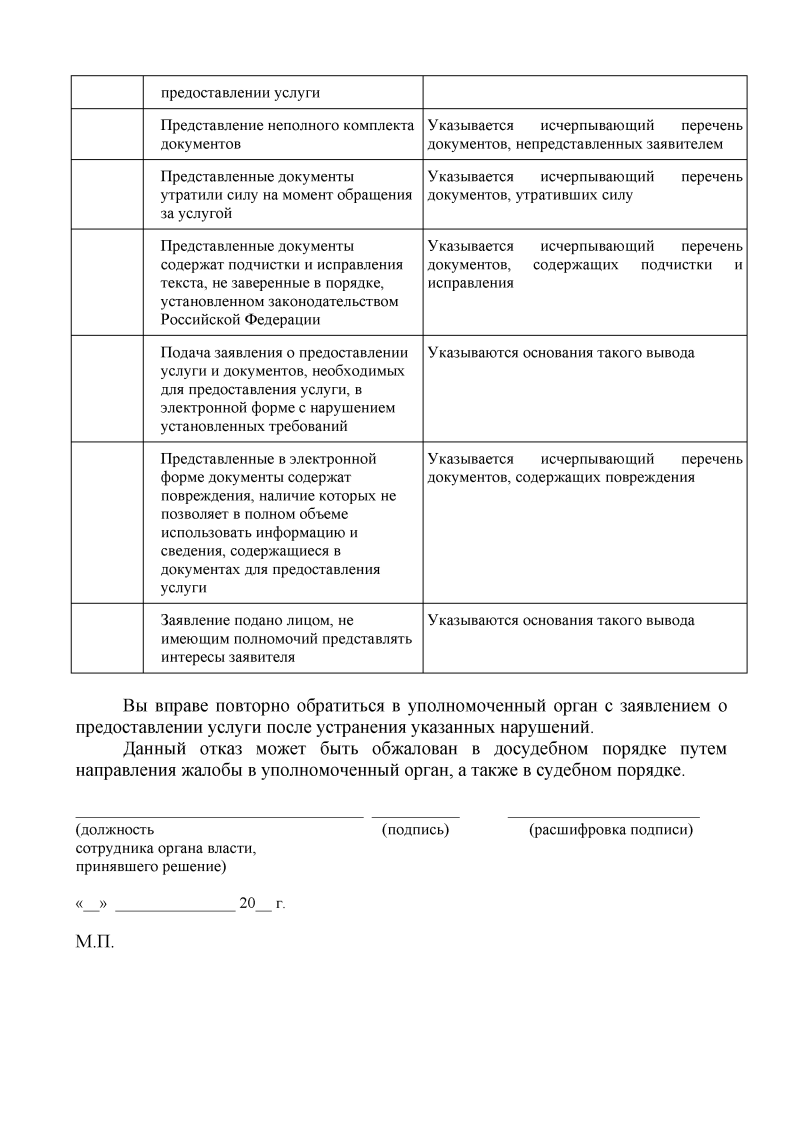 предоставлении услуги
Представление неполного комплекта
документов
Указывается исчерпывающий перечень
документов, непредставленных заявителем
Представленные документы
утратили силу на момент обращения
за услугой
Указывается исчерпывающий перечень
документов, утративших силу
Представленные документы
содержат подчистки и исправления
текста, не заверенные в порядке,
установленном законодательством
Российской Федерации
Указывается исчерпывающий перечень
документов, содержащих подчистки и
исправления
Подача заявления о предоставлении
услуги и документов, необходимых
для предоставления услуги, в
электронной форме с нарушением
установленных требований
Указываются основания такого вывода
Представленные в электронной
форме документы содержат
повреждения, наличие которых не
позволяет в полном объеме
использовать информацию и
сведения, содержащиеся в
документах для предоставления
услуги
Указывается исчерпывающий перечень
документов, содержащих повреждения
Заявление подано лицом, не
имеющим полномочий представлять
интересы заявителя
Указываются основания такого вывода
Вы вправе повторно обратиться в уполномоченный орган с заявлением о
предоставлении услуги после устранения указанных нарушений.
Данный отказ может быть обжалован в досудебном порядке путем
направления жалобы в уполномоченный орган, а также в судебном порядке.
(должность (подпись) (расшифровка подписи)
сотрудника органа власти,
принявшего решение)
«__» _______________ 20__ г.
М.П.